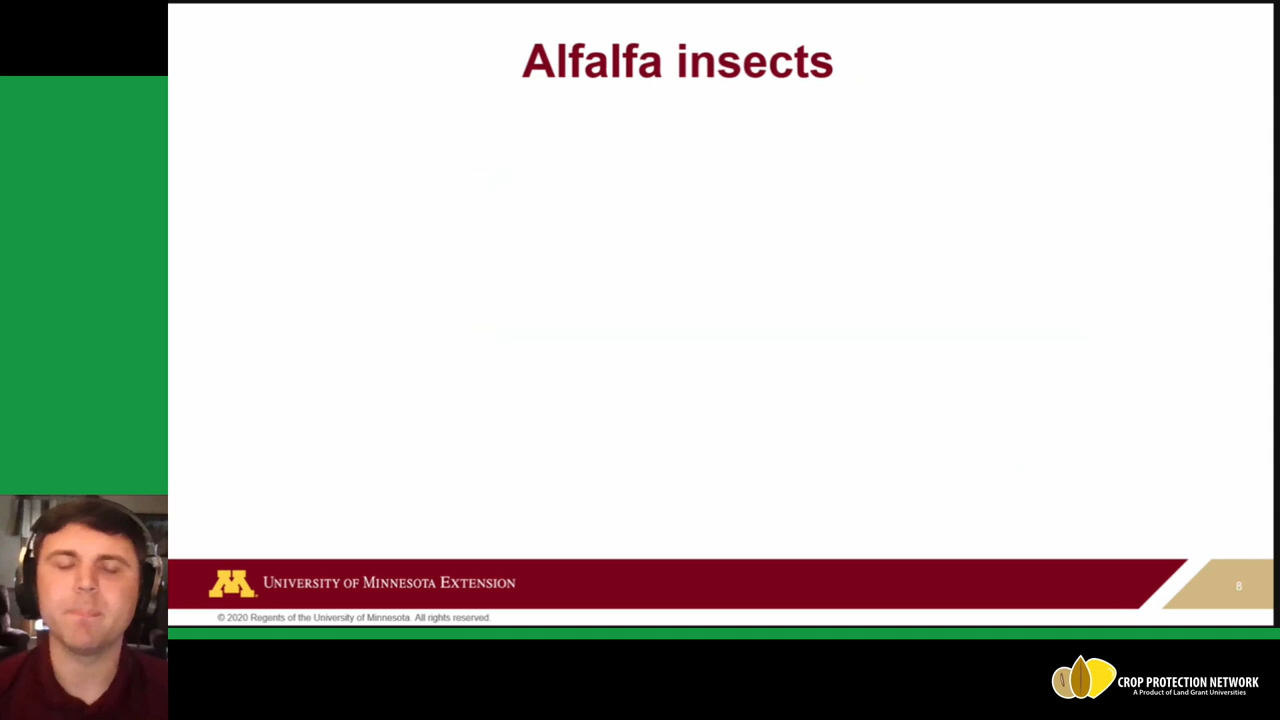 Alfalfa insects
M
UNIVERSITY OF MINNESOTA EXTENSION
8
© 2020 Regents of the University of Minnesota. All rights reserved.
CROP PROTECTION NETWORK
A Product of Land Grant Universities